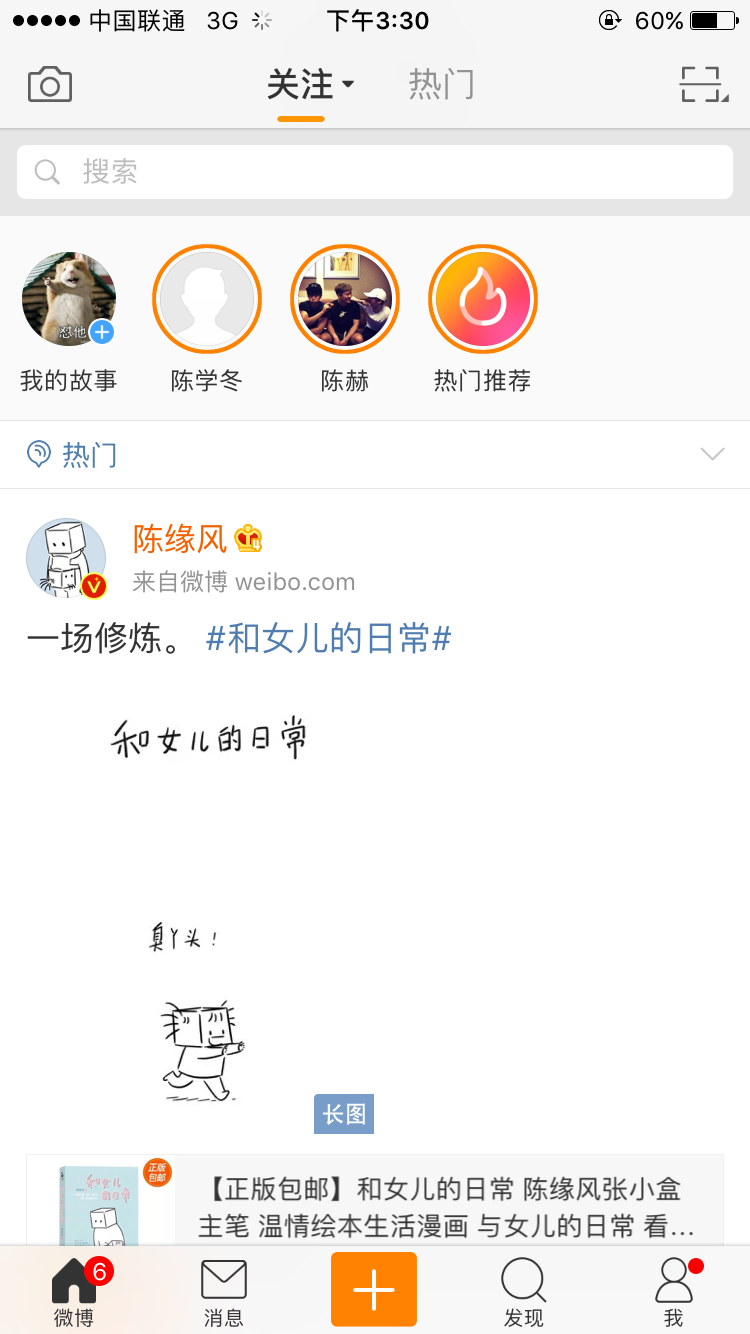 中国联通 3G 下午3:30 60%
关注 热门
搜索
怼他
我的故事 陈学冬 陈赫 热门推荐
热门
陈缘风
来自微博 weibo.com
一场修炼。 #和女儿的日常#
和女儿的日常
臭丫头!
长图
正版
包邮
和女儿
的日常
【正版包邮】和女儿的日常 陈缘风张小盒
主笔 温情绘本生活漫画 与女儿的日常 看...
6
微博 消息 发现 我